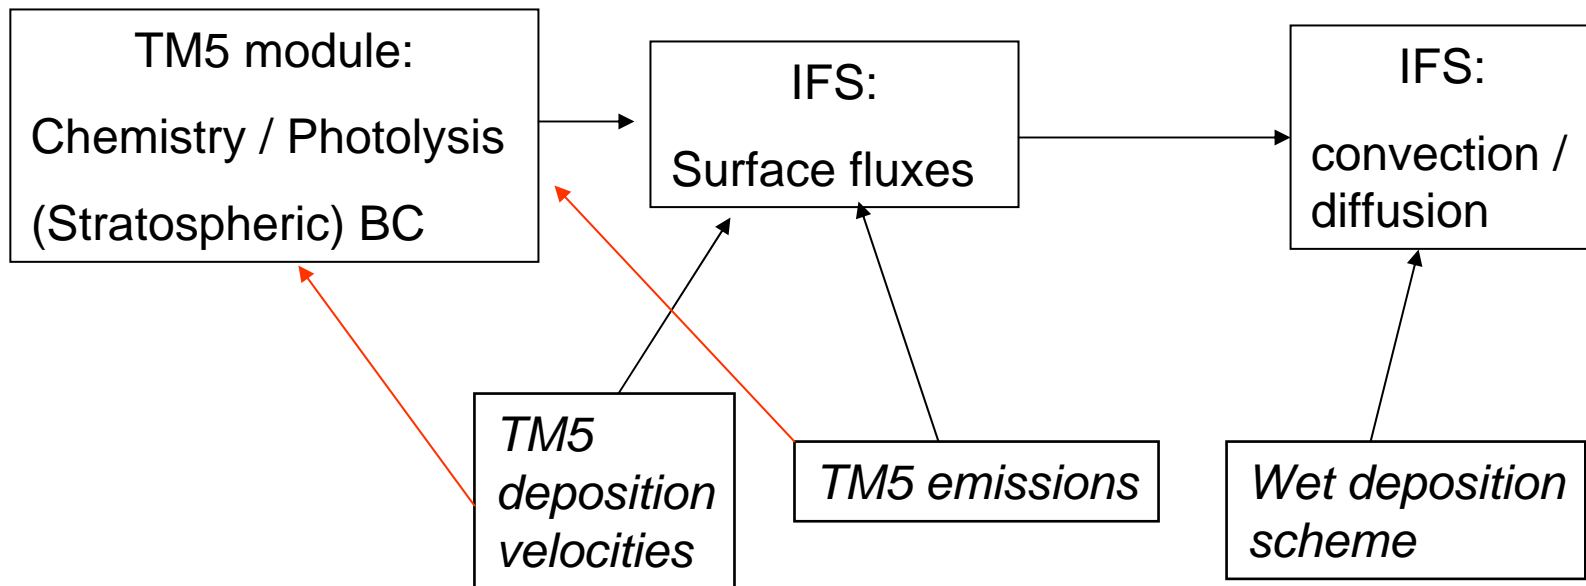 TM5 module:
Chemistry / Photolysis
(Stratospheric) BC
IFS:
Surface fluxes
IFS:
convection /
diffusion
TM5
deposition
velocities
TM5 emissions
Wet deposition
scheme